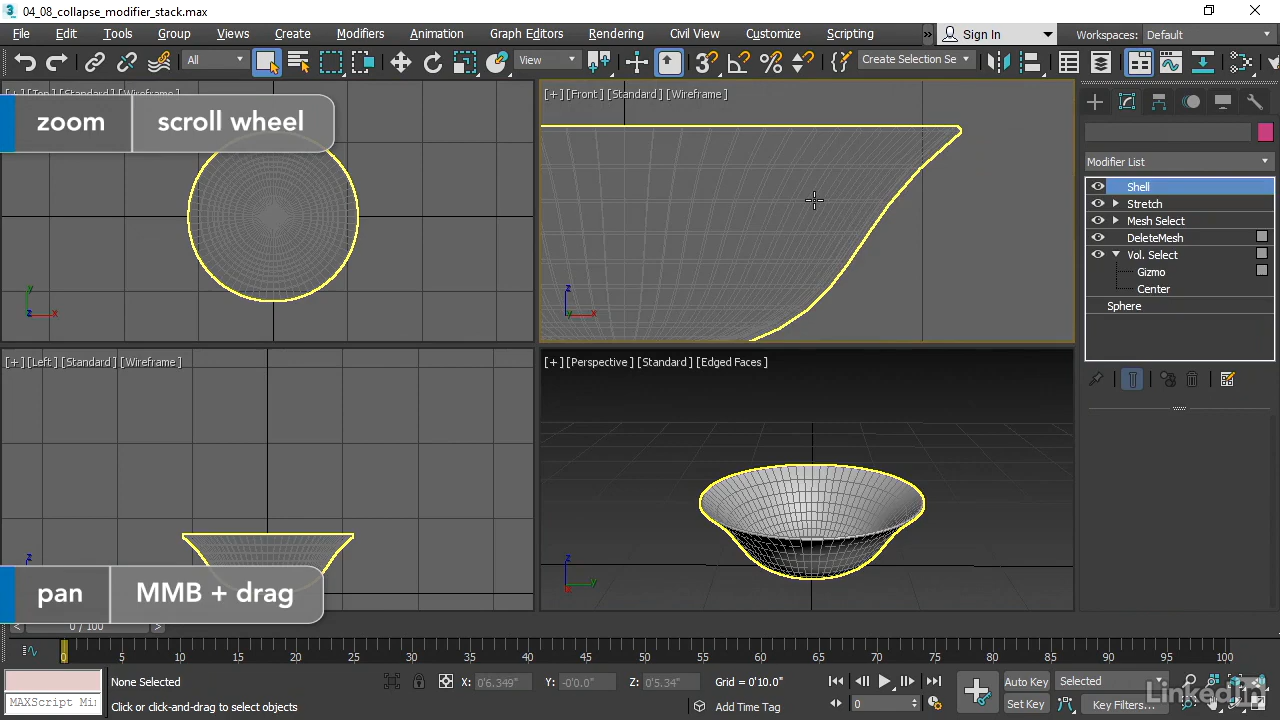 04_08_collapse_modifier_stack.max
File Edit Tools Group Views Create Modifiers Animation Graph Editors Rendering Civil View Customize Scripting » Sign In Workspaces: Default
All View Create Selection Se
[+] [Top] [Standard] [Wireframe]
zoom scroll wheel
[+] [Front] [Standard] [Wireframe]
y
z x
z
y x
Modifier List
Shell
Stretch
Mesh Select
DeleteMesh
Vol. Select
Gizmo
Center
Sphere
[+] [Left] [Standard] [Wireframe]
[+] [Perspective] [Standard] [Edged Faces]
z
z
x y
pan MMB + drag
< 0 / 100 >
0 5 10 15 20 25 30 35 40 45 50 55 60 65 70 75 80 85 90 95 100
None Selected X: 0'6.349" Y: -0'0.0" Z: 0'5.34" Grid = 0'10.0" Auto Key Selected
MAXScript Mi Click or click-and-drag to select objects Add Time Tag 0 Set Key Key Filters...
LinkedIn